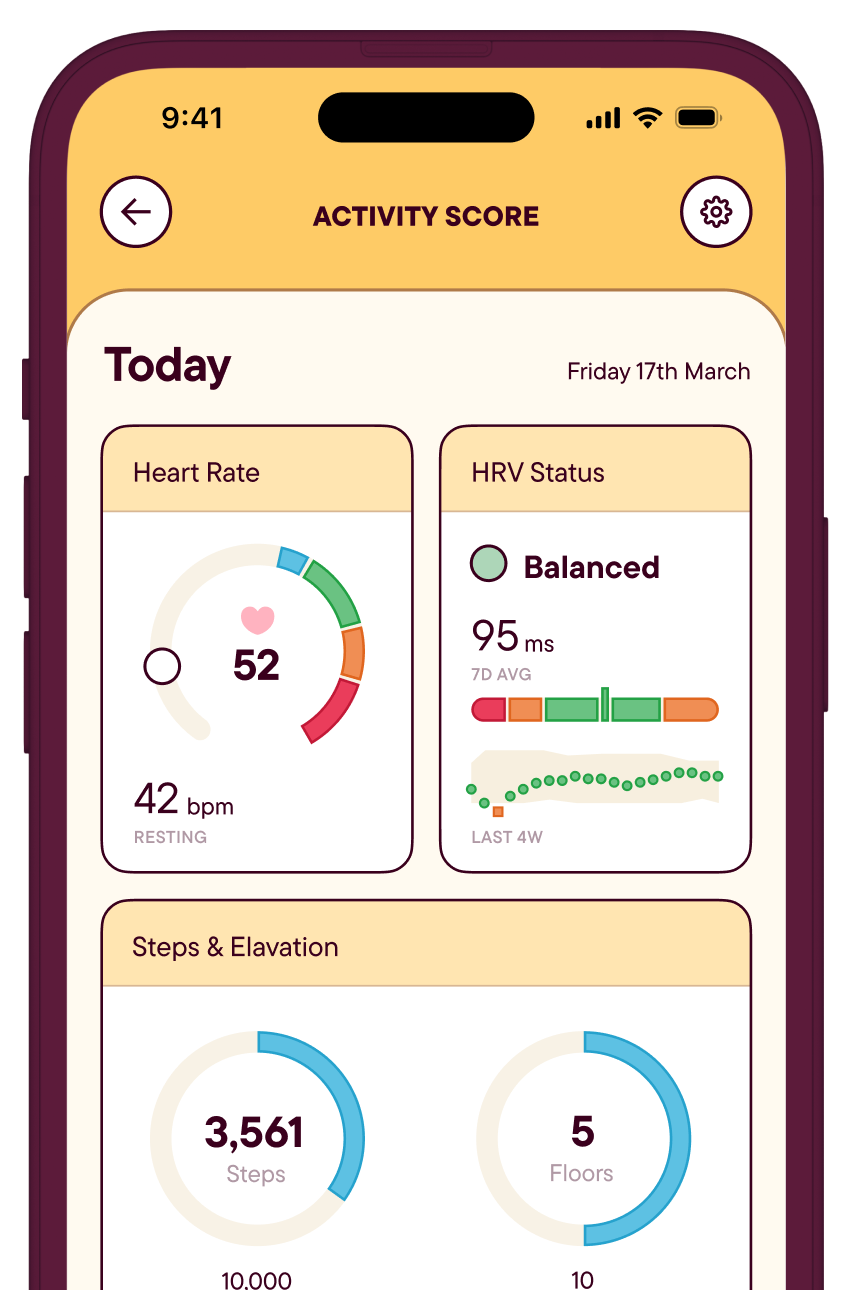 9:41
ACTIVITY SCORE
Today
Friday 17th March
Heart Rate
52
42 bpm
RESTING
HRV Status
Balanced
95 ms
7D AVG
LAST 4W
Steps & Elavation
3,561
Steps
10,000
5
Floors
10